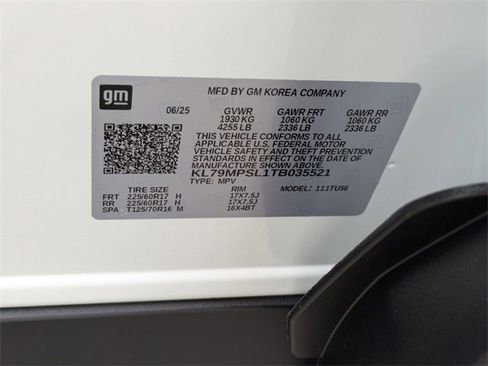 gm
MFD BY GM KOREA COMPANY
06/25 GVWR GAWR FRT GAWR RR
1930 KG 1060 KG 1060 KG
4255 LB 2336 LB 2336 LB
THIS VEHICLE CONFORMS TO ALL
APPLICABLE U.S. FEDERAL MOTOR
VEHICLE SAFETY AND THEFT PREVENTION
STANDARDS IN EFFECT ON THE DATE OF
MANUFACTURE SHOWN ABOVE.
KL79MPSL1TB035521
TYPE: MPV
TIRE SIZE RIM MODEL: 1TU56
FRT 225/60R17 H 17X7.5J
RR 225/60R17 H 17X7.5J
SPA T125/70R16 M 16X4BT